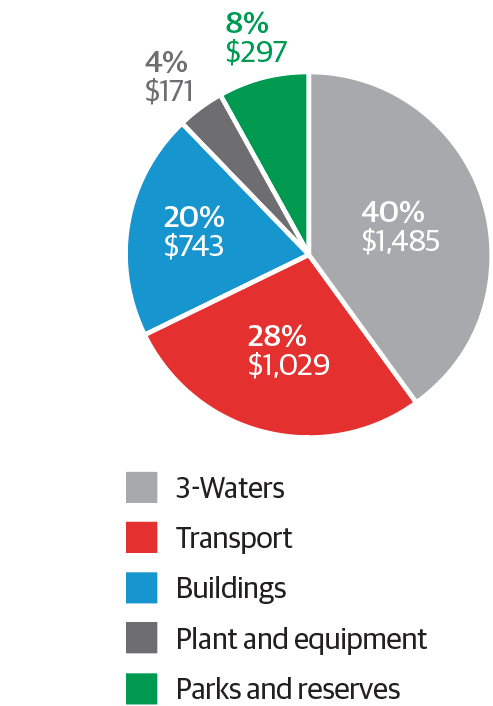 8%
$297
4%
$171
40%
$1,485
20%
$743
28%
$1,029
3-Waters
Transport
Buildings
Plant and equipment
Parks and reserves